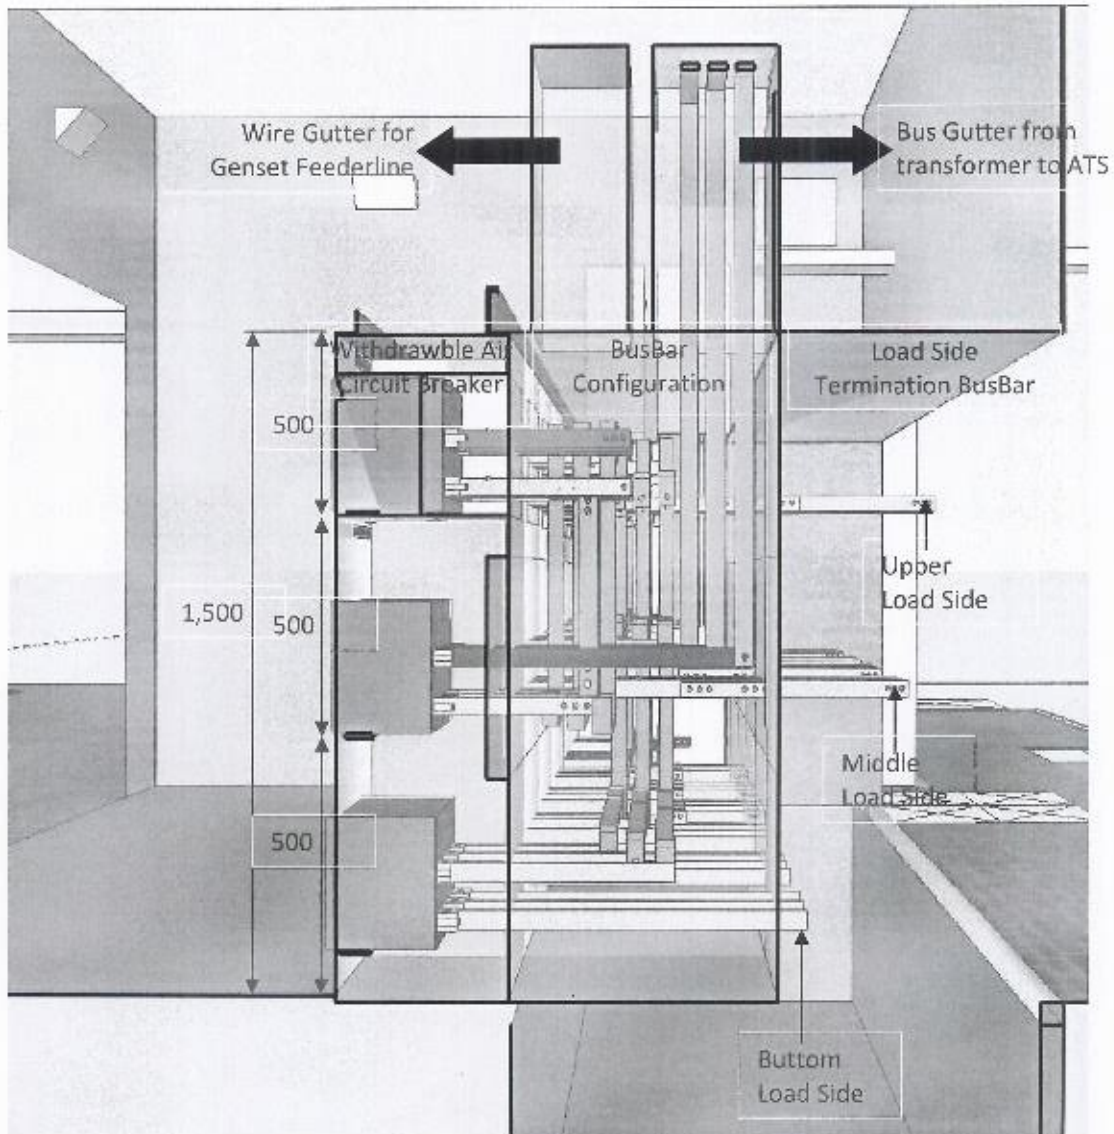 Wire Gutter for
Genset Feederline
Bus Gutter from
transformer to ATS
Withdrawble Air
Circuit Breaker
BusBar
Configuration
Load Side
Termination BusBar
500
Upper
Load Side
1,500
500
Middle
Load Side
500
Buttom
Load Side